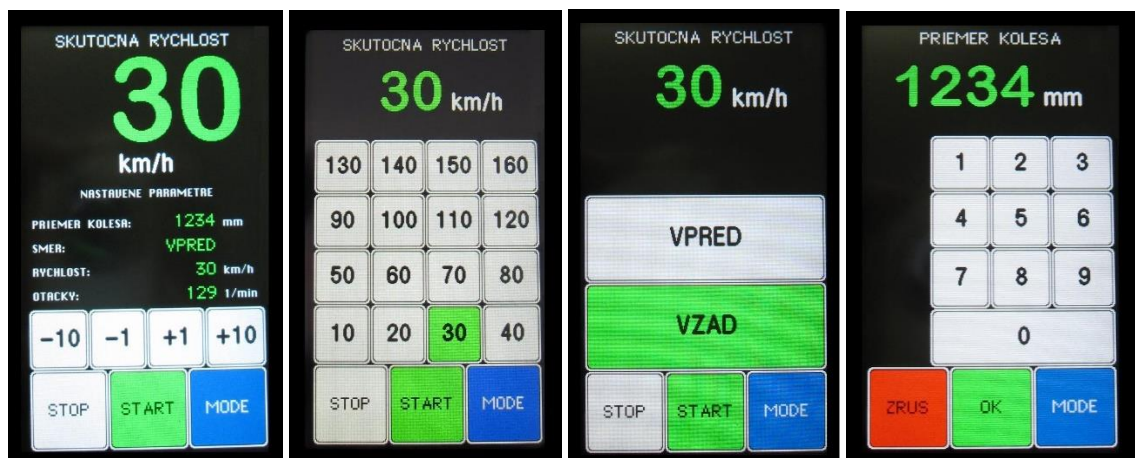 SKUTOCNA RYCHLOST
30
km/h
NASTAVENE PARAMETRE
PRIEMER KOLESA: 1234 mm
SMER: VPRED
RYCHLOST: 30 km/h
OTACKY: 129 1/min
-10 -1 +1 +10
STOP START MODE
SKUTOCNA RYCHLOST
30 km/h
130 140 150 160
90 100 110 120
50 60 70 80
10 20 30 40
STOP START MODE
SKUTOCNA RYCHLOST
30 km/h
VPRED
VZAD
STOP START MODE
PRIEMER KOLESA
1234 mm
1 2 3
4 5 6
7 8 9
0
ZRUS OK MODE